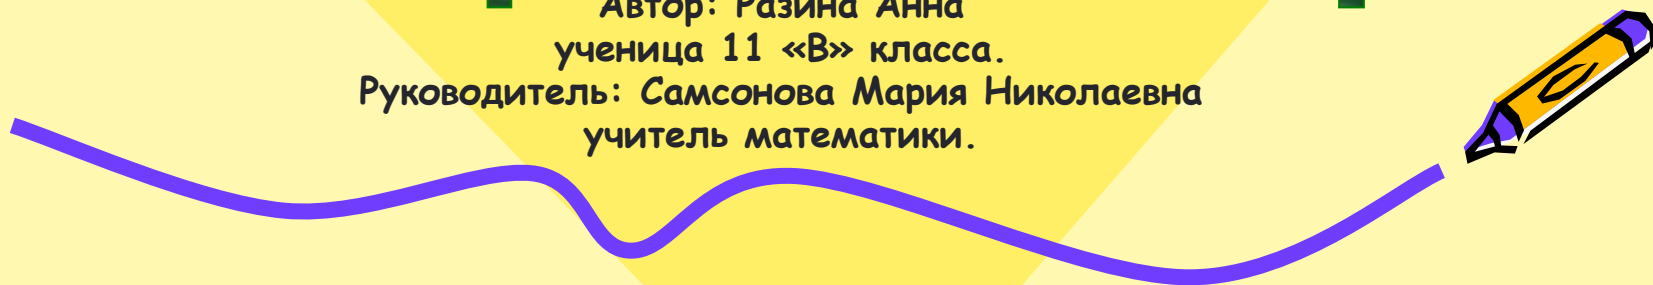 Автор: Разина Анна
ученица 11 «В» класса.
Руководитель: Самсонова Мария Николаевна
учитель математики.